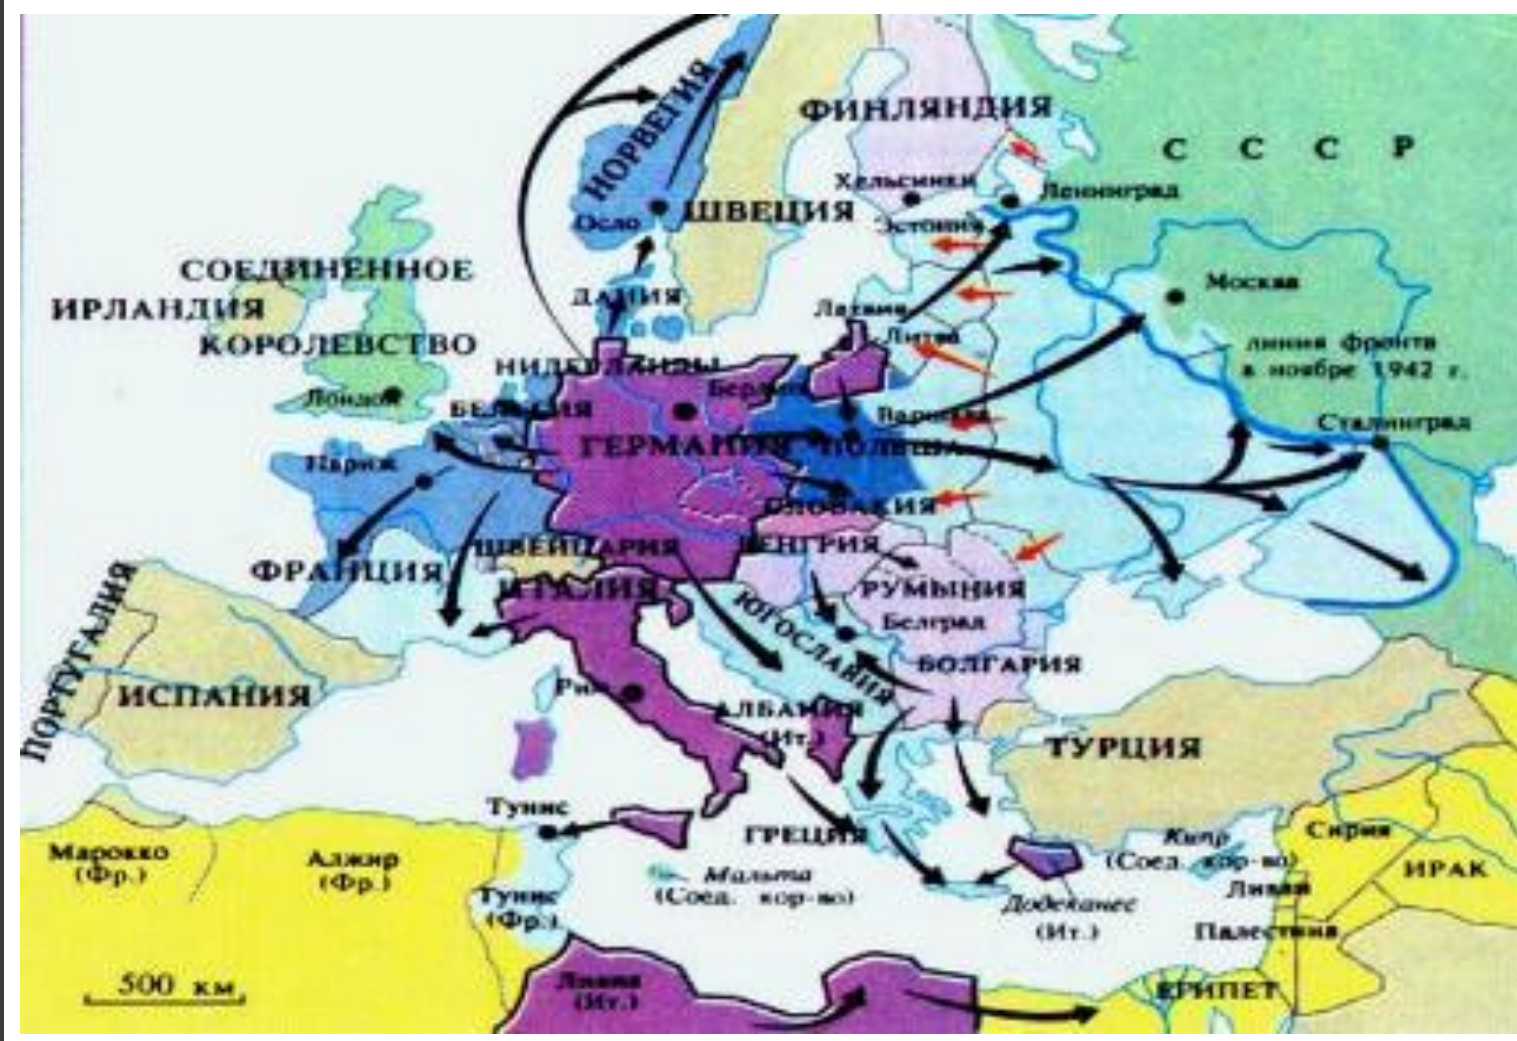 НОРВЕГИЯ
ФИНЛЯНДИЯ
С С С Р
Хельсинки
Ленинград
Осло
ШВЕЦИЯ
Эстония
СОЕДИНЕННОЕ
КОРОЛЕВСТВО
ИРЛАНДИЯ
ДАНИЯ
Латвия
Литва
Москва
линия фронта
в ноябре 1942 г.
НИДЕРЛАНДЫ
Берлин
Лондон
БЕЛЬГИЯ
Варшава
Сталинград
ГЕРМАНИЯ
ПОЛЬША
Париж
СЛОВАКИЯ
ШВЕЙЦАРИЯ
ВЕНГРИЯ
ФРАНЦИЯ
ИТАЛИЯ
РУМЫНИЯ
ЮГОСЛАВИЯ
Белград
ПОРТУГАЛИЯ
ИСПАНИЯ
БОЛГАРИЯ
Рим
АЛБАНИЯ
(Ит.)
ТУРЦИЯ
Тунис
ГРЕЦИЯ
Кипр
(Соед. кор-во)
Сирия
Марокко
(Фр.)
Алжир
(Фр.)
Мальта
(Соед. кор-во)
ИРАК
Ливан
Тунис
(Фр.)
Додеканес
(Ит.)
Палестина
500 км
Ливия
(Ит.)
ЕГИПЕТ